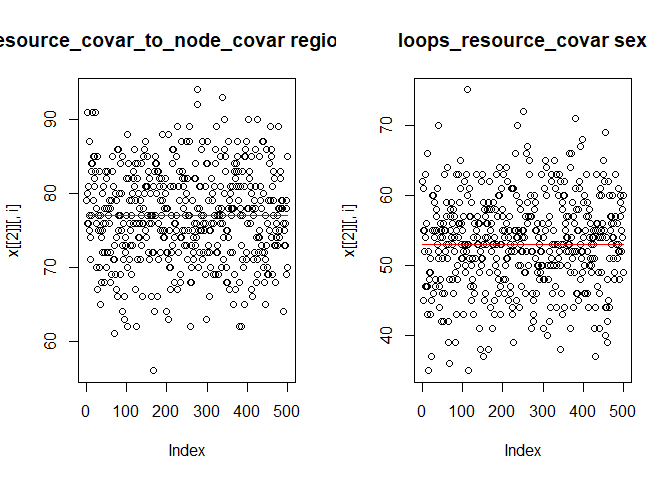 esource_covar_to_node_covar regio
loops_resource_covar sex
x[[2]][, i]
90
80
70
60
0 100 200 300 400 500
Index
x[[2]][, i]
70
60
50
40
0 100 200 300 400 500
Index